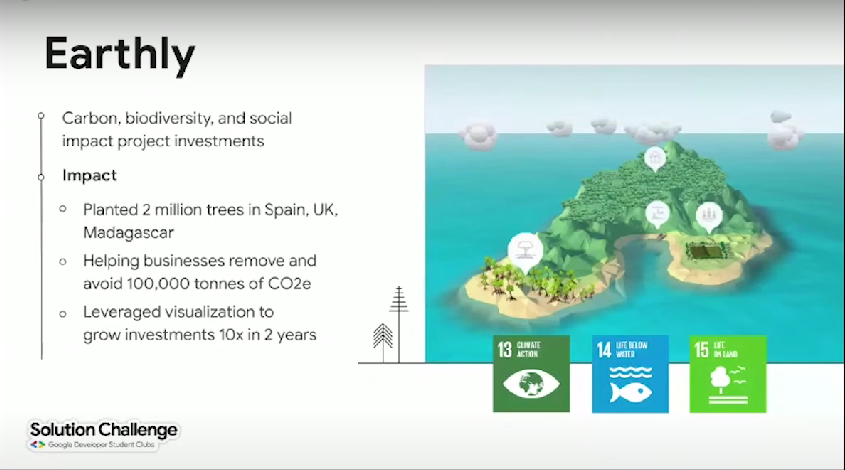 Earthly
Carbon, biodiversity, and social
impact project investments
Impact
Planted 2 million trees in Spain, UK,
Madagascar
Helping businesses remove and
avoid 100,000 tonnes of CO2e
Leveraged visualization to
grow investments 10x in 2 years
13 CLIMATE
ACTION
14 LIFE BELOW
WATER
15 LIFE
ON LAND
Solution Challenge
Google Developer Student Clubs